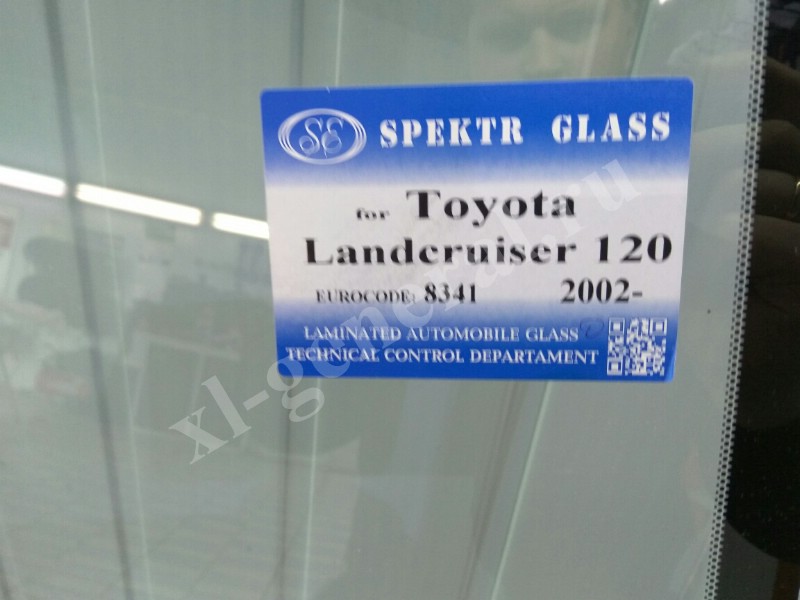 SE SPEKTR GLASS
for Toyota
Landcruiser 120
EUROCODE: 8341 2002-
LAMINATED AUTOMOBILE GLASS
TECHNICAL CONTROL DEPARTAMENT
xl-general.ru